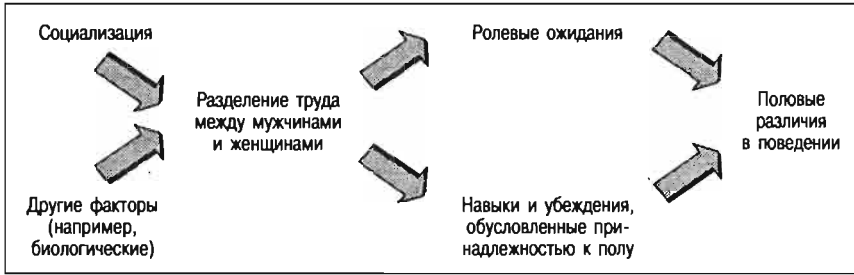 Социализация
Ролевые ожидания
Разделение труда
между мужчинами
и женщинами
Половые
различия
в поведении
Другие факторы
(например,
биологические)
Навыки и убеждения,
обусловленные при-
надлежностью к полу